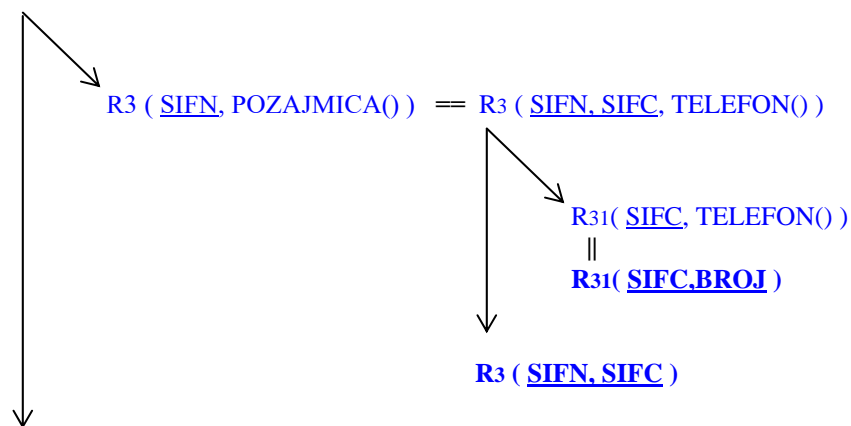 R3 ( SIFN, POZAJMICA() ) == R3 ( SIFN, SIFC, TELEFON() )
R31( SIFC, TELEFON() )
||
R31( SIFC,BROJ )
R3 ( SIFN, SIFC )